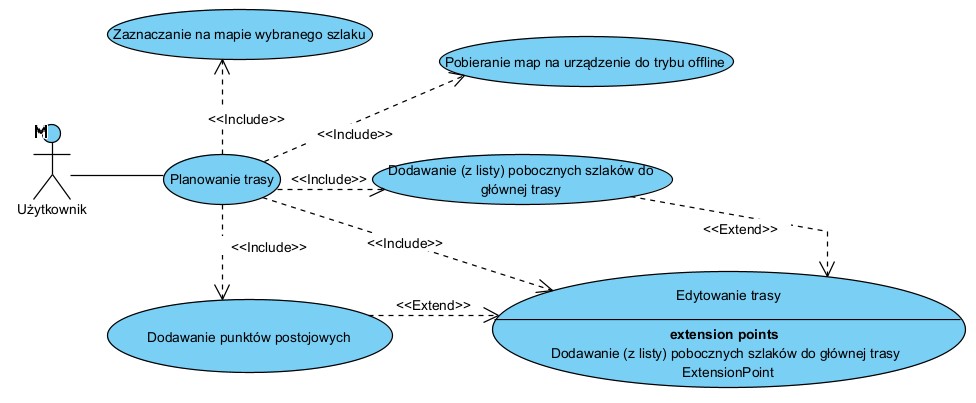 Zaznaczanie na mapie wybranego szlaku
Pobieranie map na urządzenie do trybu offline
<<Include>>
<<Include>>
M
Planowanie trasy
<<Include>>
Dodawanie (z listy) pobocznych szlaków do
głównej trasy
Użytkownik
<<Extend>>
<<Include>>
<<Include>>
Edytowanie trasy
<<Extend>>
Dodawanie punktów postojowych
extension points
Dodawanie (z listy) pobocznych szlaków do głównej trasy
ExtensionPoint